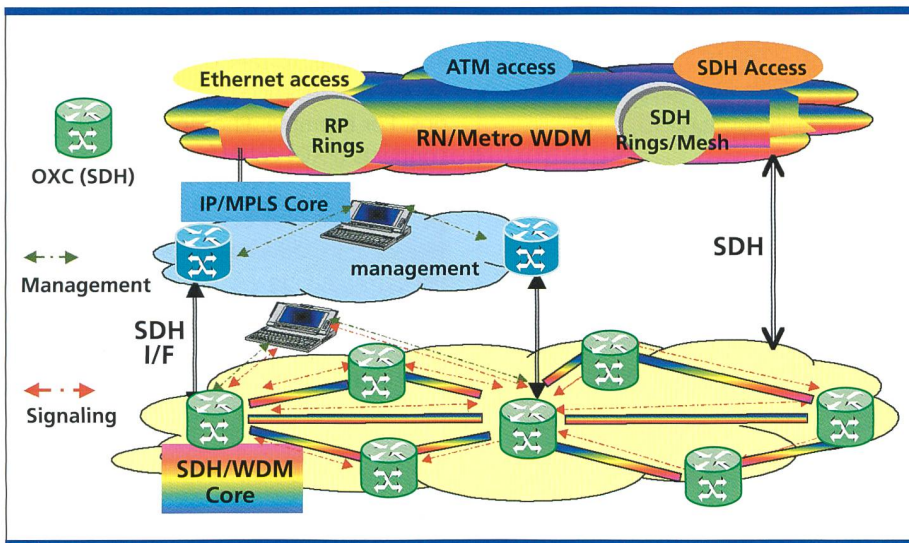 Ethernet access
ATM access
SDH Access
RP
Rings
RN/Metro WDM
SDH
Rings/Mesh
OXC (SDH)
IP/MPLS Core
management
SDH
Management
SDH
I/F
Signaling
SDH/WDM
Core